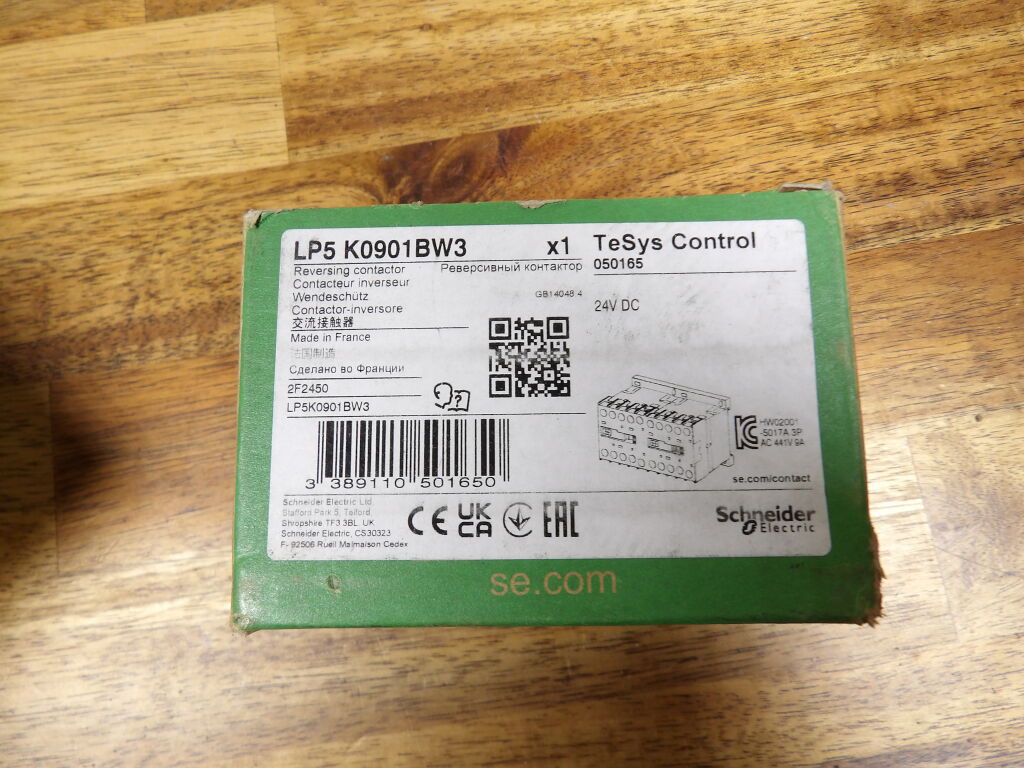 LP5 K0901BW3 x1 TeSys Control
050165
Reversing contactor Реверсивный контактор
Contacteur inverseur
Wendeschütz GB14048.4
Contactor-inversore 24V DC
交流接触器
Made in France
法国制造
Сделано во Франции
2F2450
LP5K0901BW3
HW02001
-5017A 3P
AC 441V 9A
3 389110 501650
se.com/contact
Schneider Electric Ltd
Stafford Park 5, Telford
Shropshire TF3 3BL UK
Schneider Electric, CS30323
F- 92506 Rueil Malmaison Cedex
CE UK CA EAC
Schneider
Electric
se.com